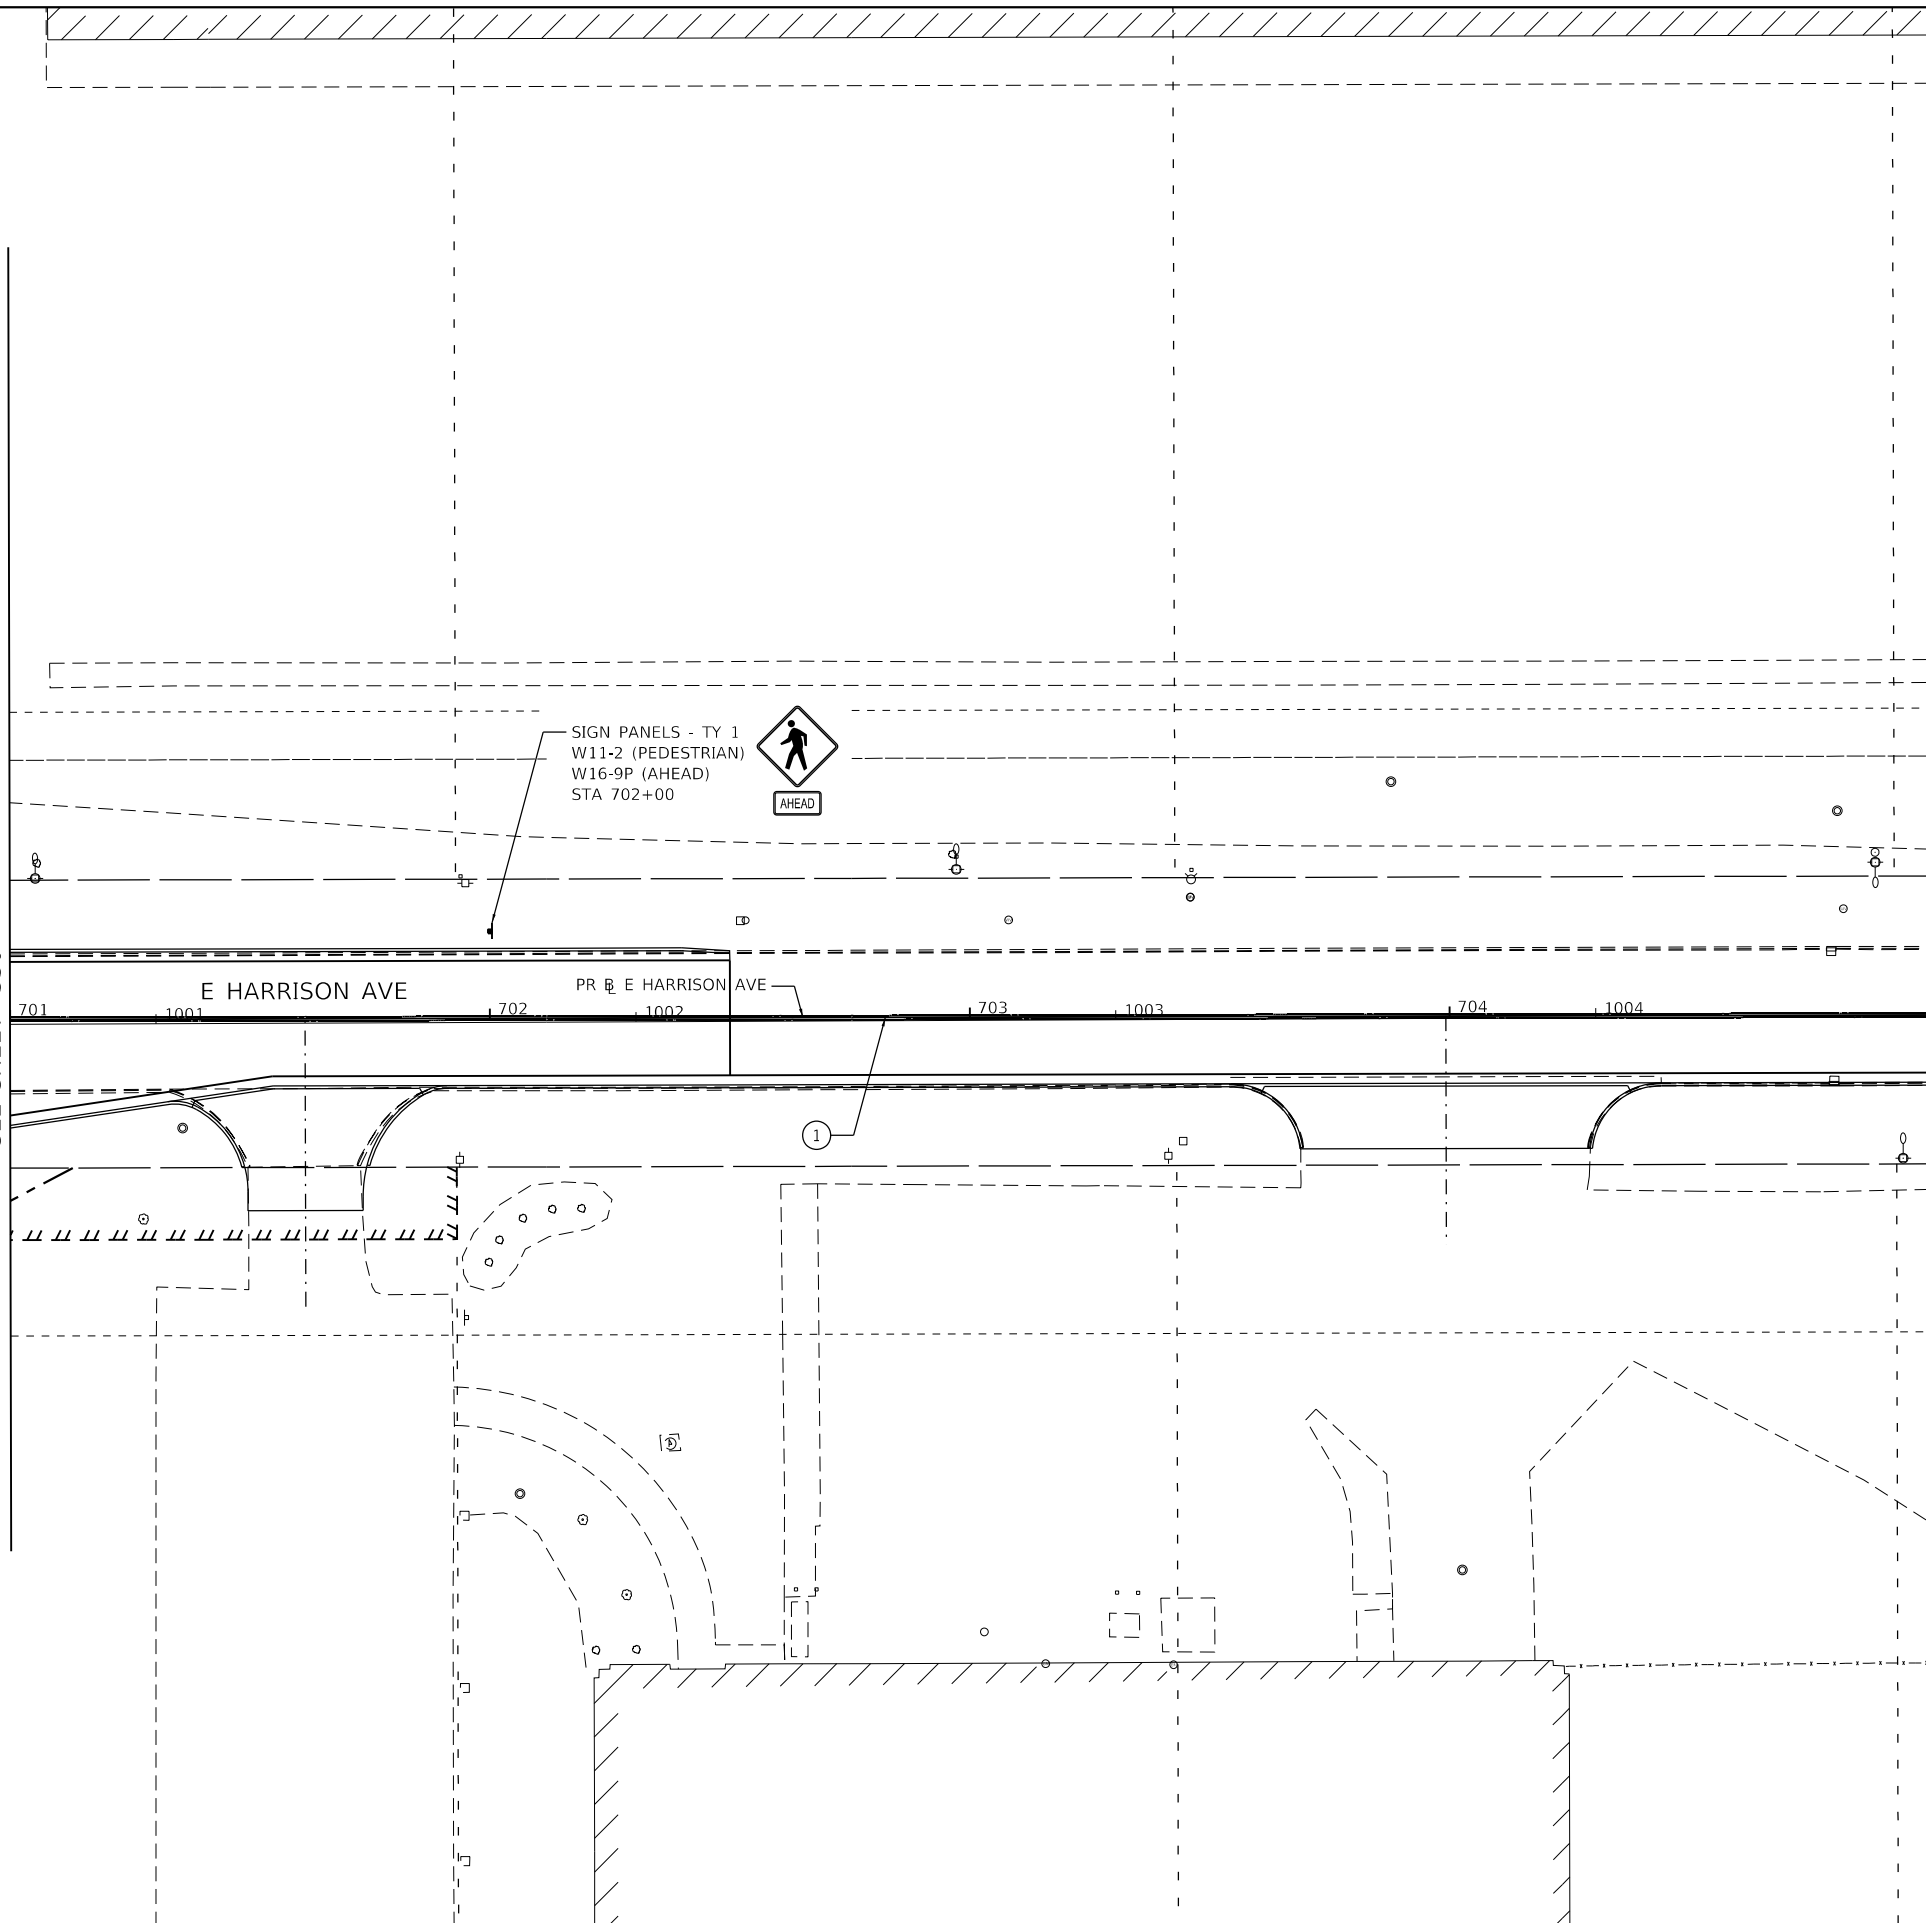 SIGN PANELS - TY 1
W11-2 (PEDESTRIAN)
W16-9P (AHEAD)
STA 702+00
AHEAD
E HARRISON AVE
PR ⅊ E HARRISON AVE
701
1001
702
1002
703
1003
704
1004
1